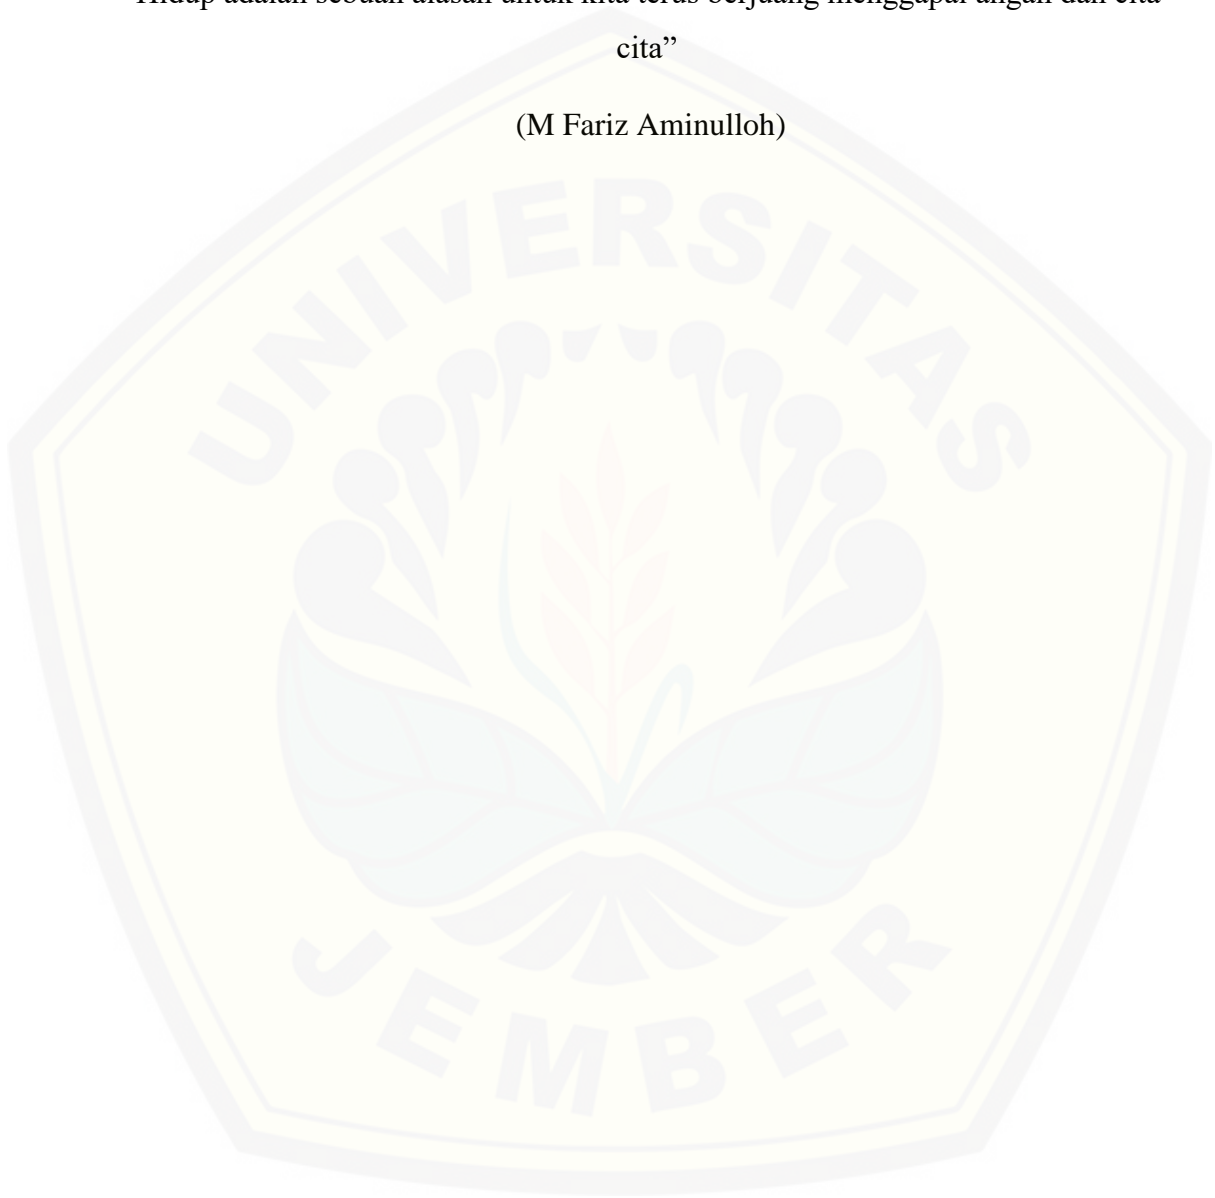 Hidup adalah sebuah alasan untuk kita terus berjuang menggapai angan dan cita
cita”
(M Fariz Aminulloh)
UNIVERSITAS
JEMBER